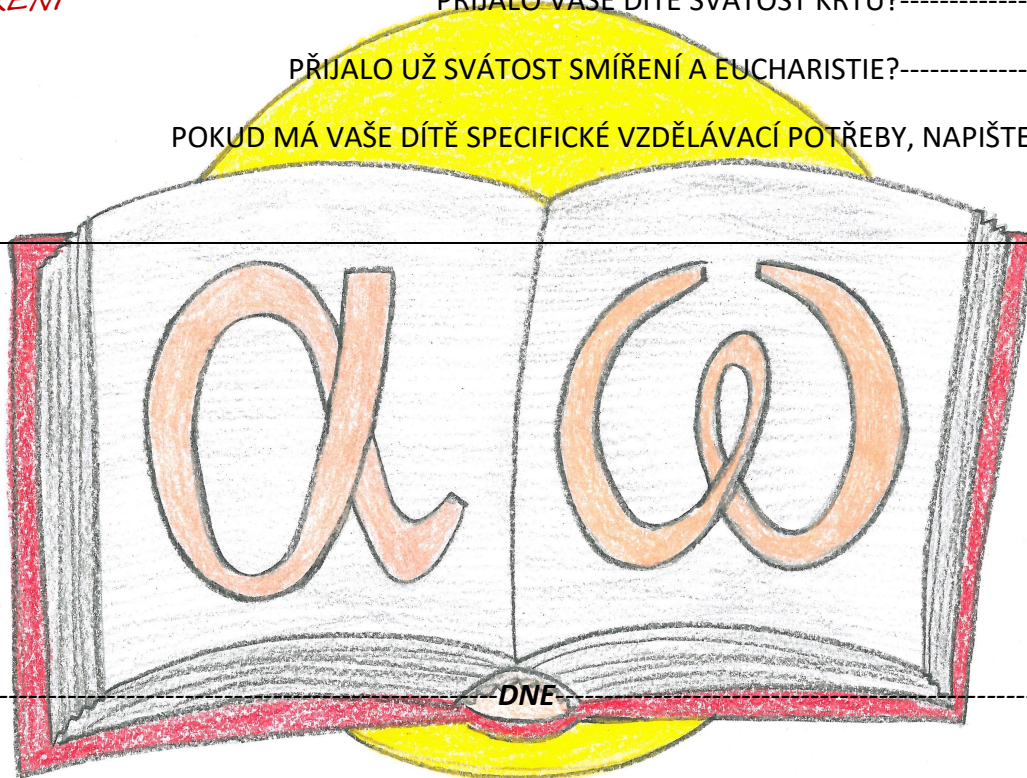 PŘIJALO VAŠE DÍTĚ SVÁTOST KŘTU?-------------
PŘIJALO UŽ SVÁTOST SMÍŘENÍ A EUCHARISTIE?-------------
POKUD MÁ VAŠE DÍTĚ SPECIFICKÉ VZDĚLÁVACÍ POTŘEBY, NAPIŠTE
α ω
DNE